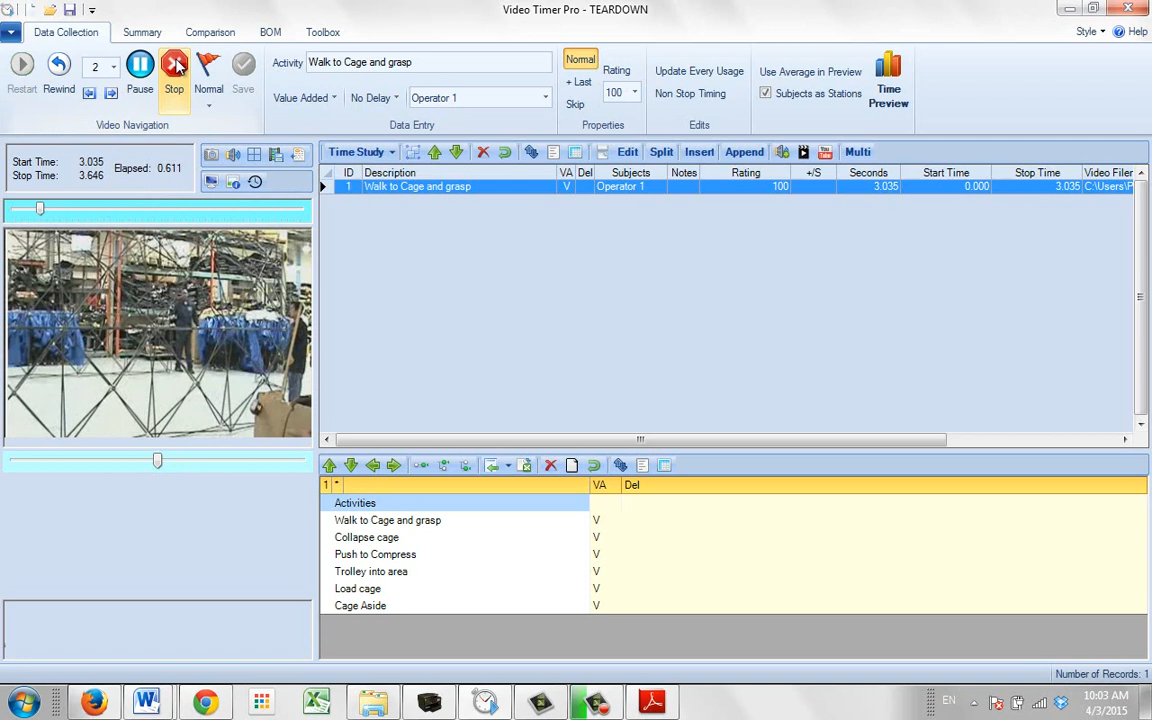 Video Timer Pro - TEARDOWN
Data Collection Summary Comparison BOM Toolbox Style Help
Restart Rewind 2 Pause Stop Normal Save
Video Navigation
Activity Walk to Cage and grasp
Value Added No Delay Operator 1
Data Entry
Normal
+ Last
Skip
Rating
100
Properties
Update Every Usage
Non Stop Timing
Edits
Use Average in Preview
Subjects as Stations
Time
Preview
Start Time: 3.035
Stop Time: 3.646
Elapsed: 0.611
Time Study Edit Split Insert Append You Tube Multi
ID Description VA Del Subjects Notes Rating +/S Seconds Start Time Stop Time Video Filen
1 Walk to Cage and grasp V Operator 1 100 3.035 0.000 3.035 C:\Users\P
1 * VA Del
Activities
Walk to Cage and grasp V
Collapse cage V
Push to Compress V
Trolley into area V
Load cage V
Cage Aside V
Number of Records: 1
EN
10:03 AM
4/3/2015